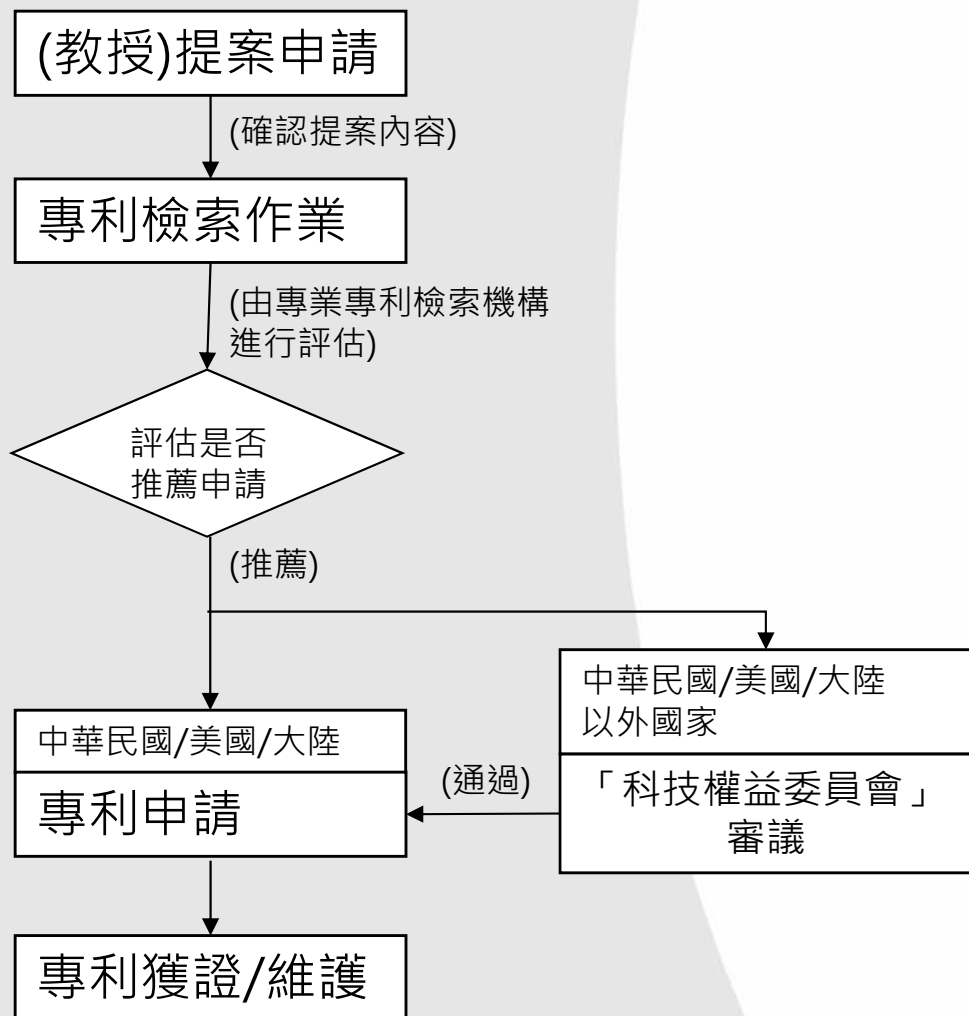 (教授)提案申請
(確認提案內容)
專利檢索作業
(由專業專利檢索機構
進行評估)
評估是否
推薦申請
(推薦)
中華民國/美國/大陸
以外國家
中華民國/美國/大陸
(通過)
「科技權益委員會」
審議
專利申請
專利獲證/維護